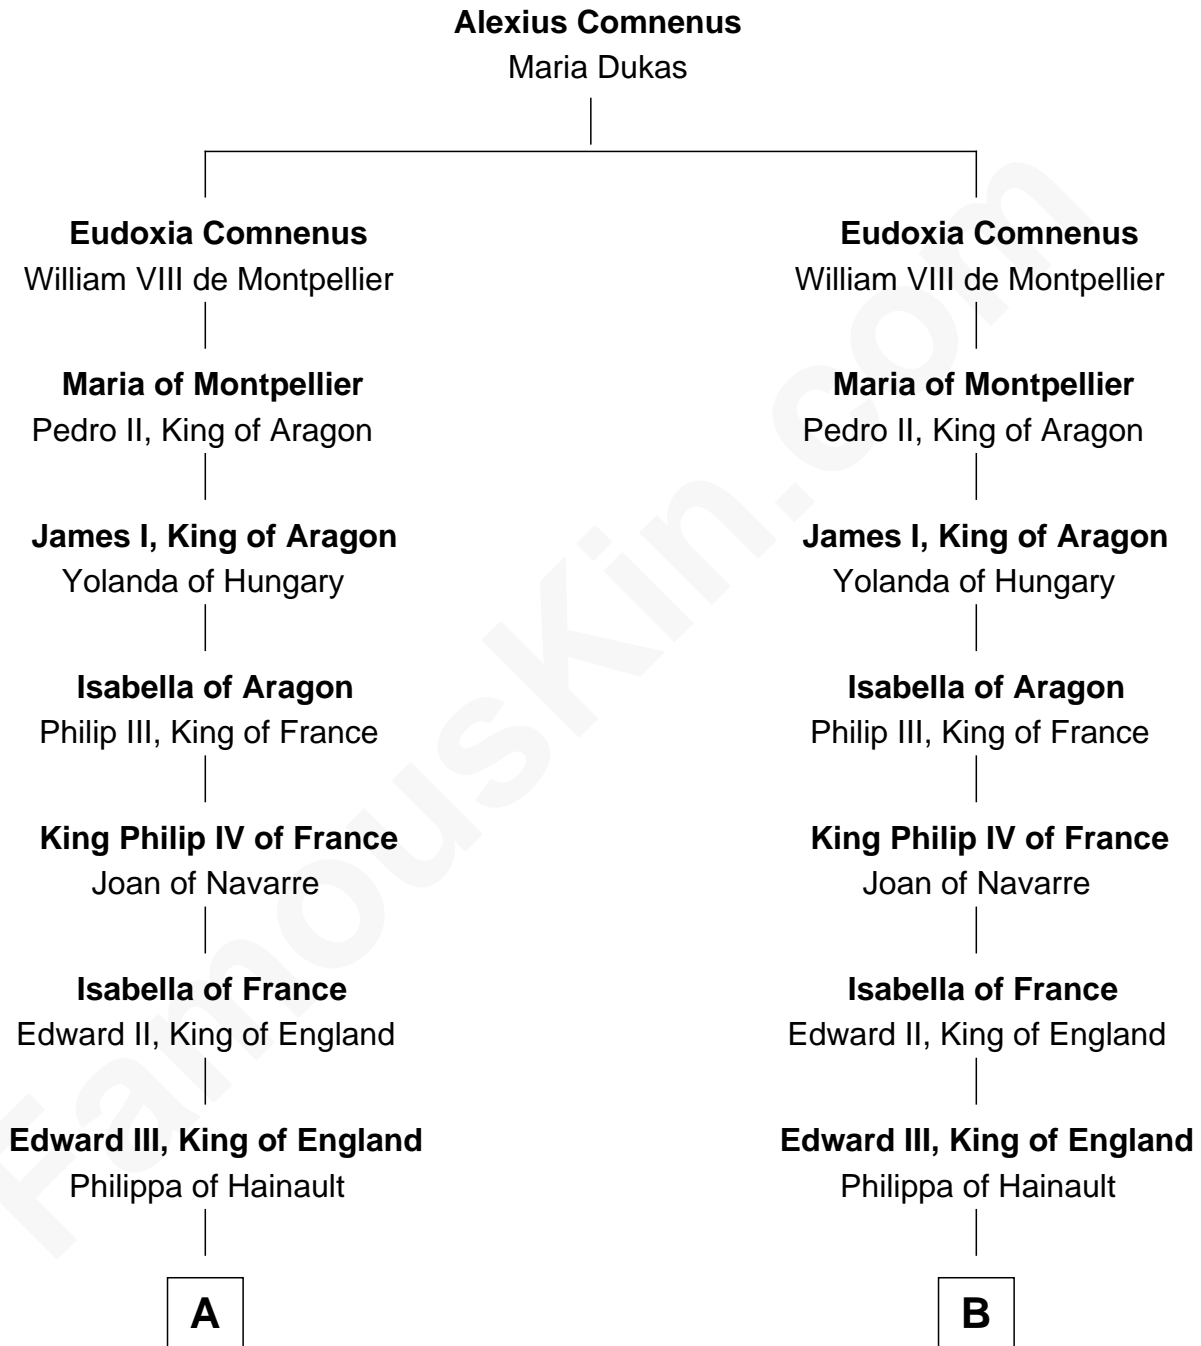 Alexius Comnenus
Maria Dukas
Eudoxia Comnenus
William VIII de Montpellier
Maria of Montpellier
Pedro II, King of Aragon
James I, King of Aragon
Yolanda of Hungary
Isabella of Aragon
Philip III, King of France
King Philip IV of France
Joan of Navarre
Isabella of France
Edward II, King of England
Edward III, King of England
Philippa of Hainault
A
Eudoxia Comnenus
William VIII de Montpellier
Maria of Montpellier
Pedro II, King of Aragon
James I, King of Aragon
Yolanda of Hungary
Isabella of Aragon
Philip III, King of France
King Philip IV of France
Joan of Navarre
Isabella of France
Edward II, King of England
Edward III, King of England
Philippa of Hainault
B
FamousKin.com